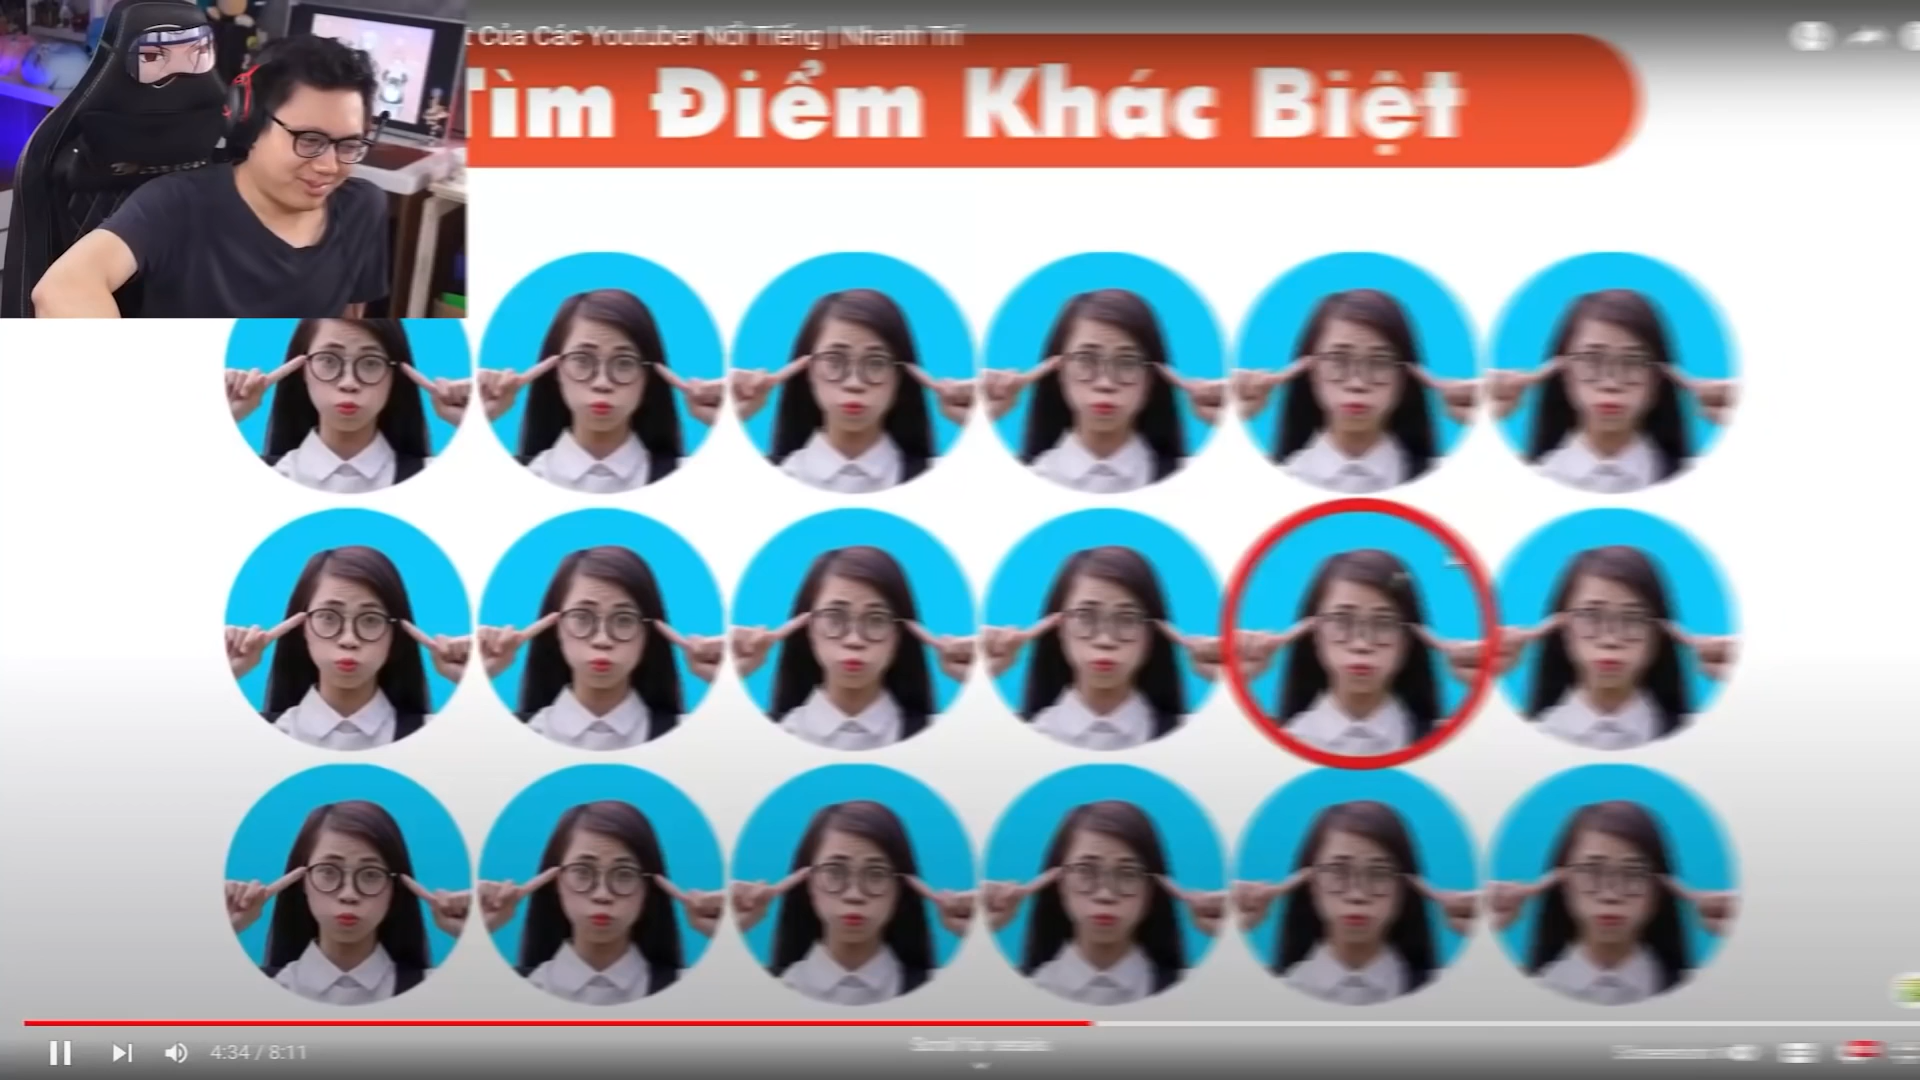 t Của Các Youtuber Nổi Tiếng | Nhanh Trí
Tìm Điểm Khác Biệt
4:34 / 8:11